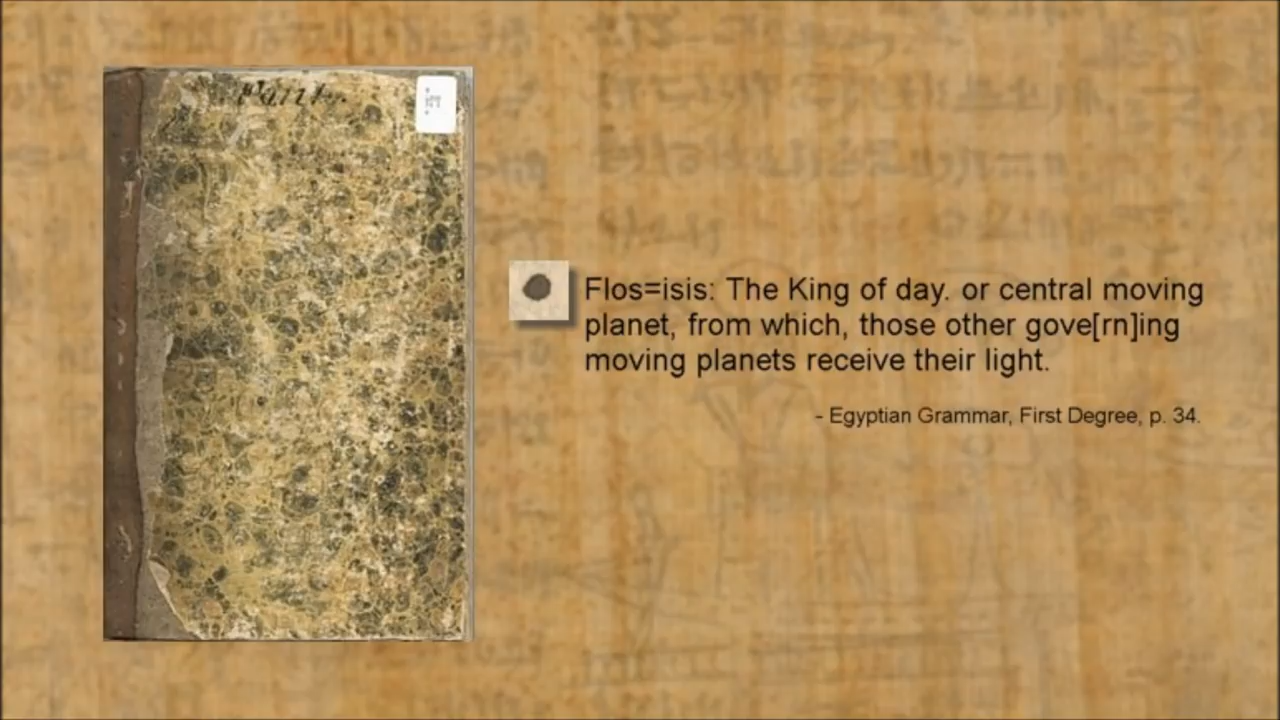 Flos=isis: The King of day. or central moving
planet, from which, those other gove[rn]ing
moving planets receive their light.
- Egyptian Grammar, First Degree, p. 34.